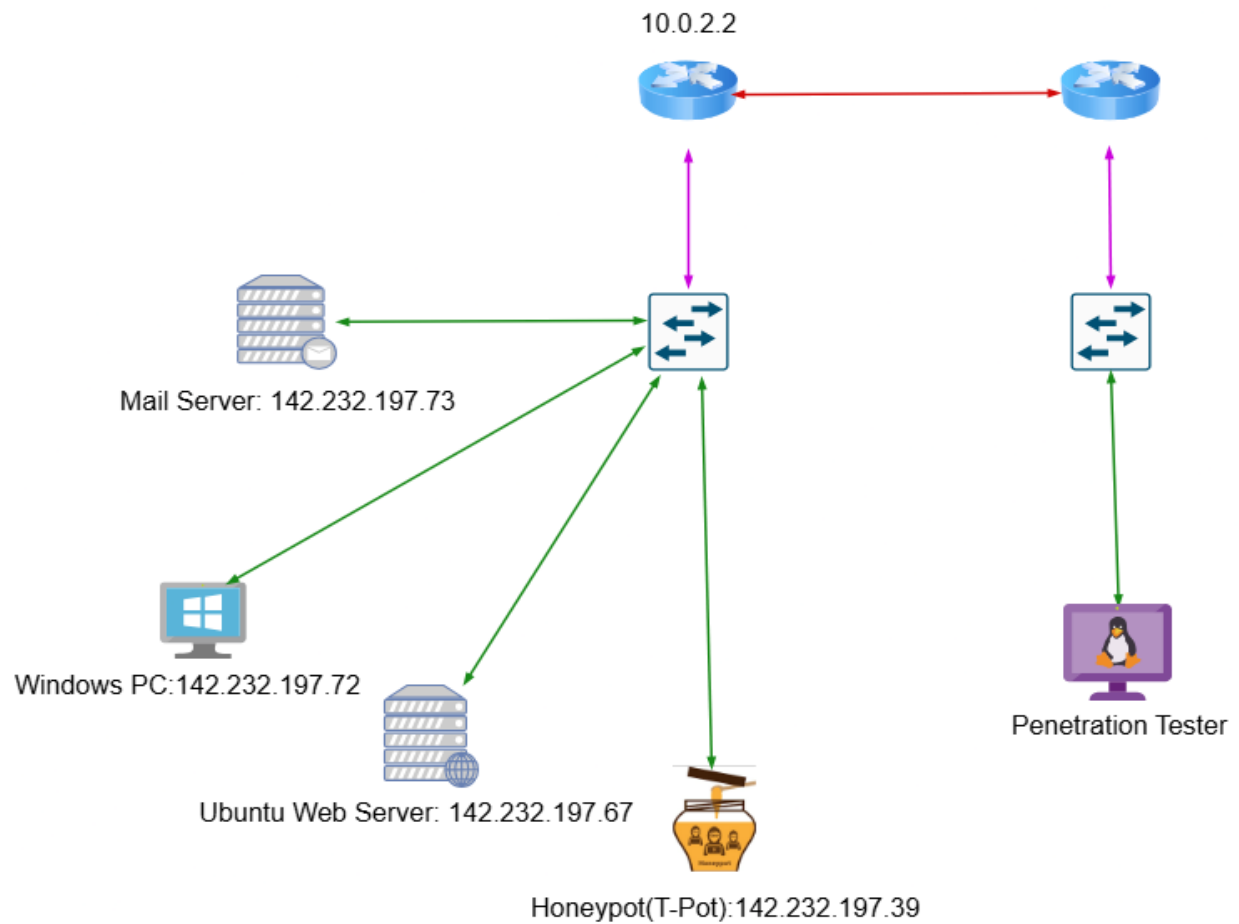 10.0.2.2
Mail Server: 142.232.197.73
Windows PC:142.232.197.72
Penetration Tester
Ubuntu Web Server: 142.232.197.67
Honeypot
Honeypot(T-Pot):142.232.197.39